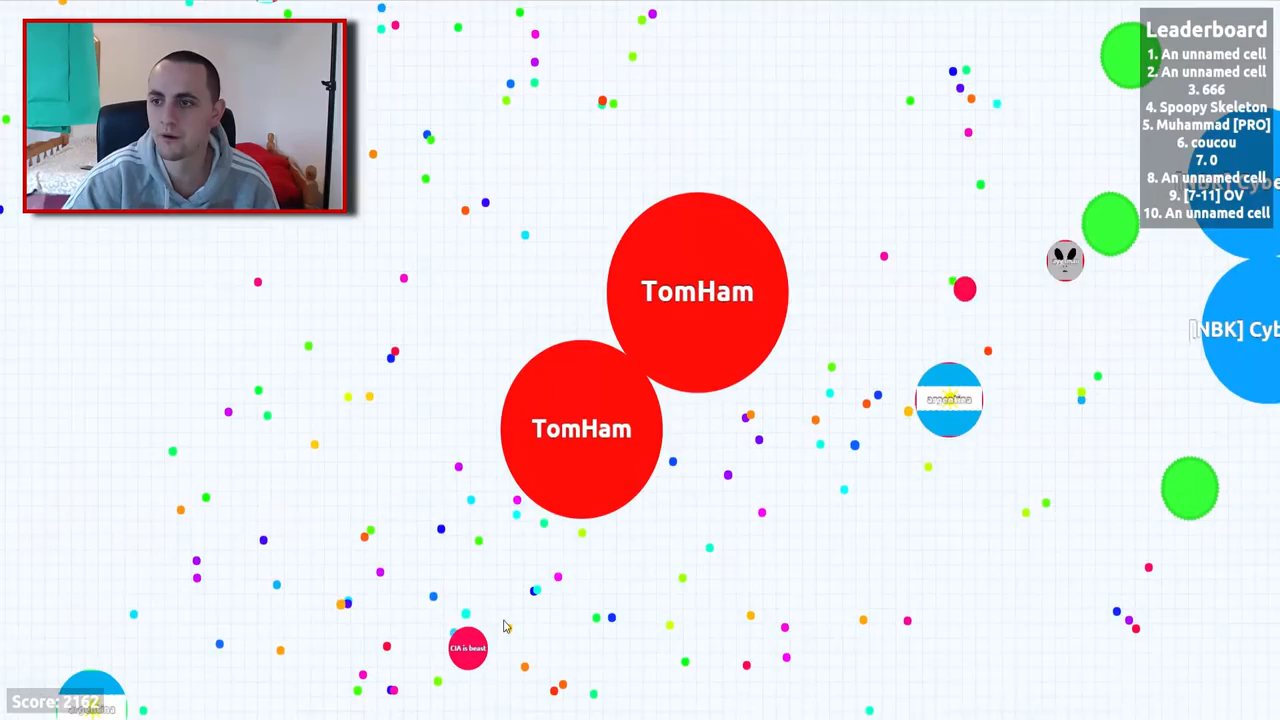 Leaderboard
1. An unnamed cell
2. An unnamed cell
3. 666
4. Spoopy Skeleton
5. Muhammad [PRO]
6. coucou
7. 0
8. An unnamed cell
9. [7-11] OV
10. An unnamed cell
TomHam
[NBK] Cyb
argentina
TomHam
CIA is beast
Score: 2162
argentina